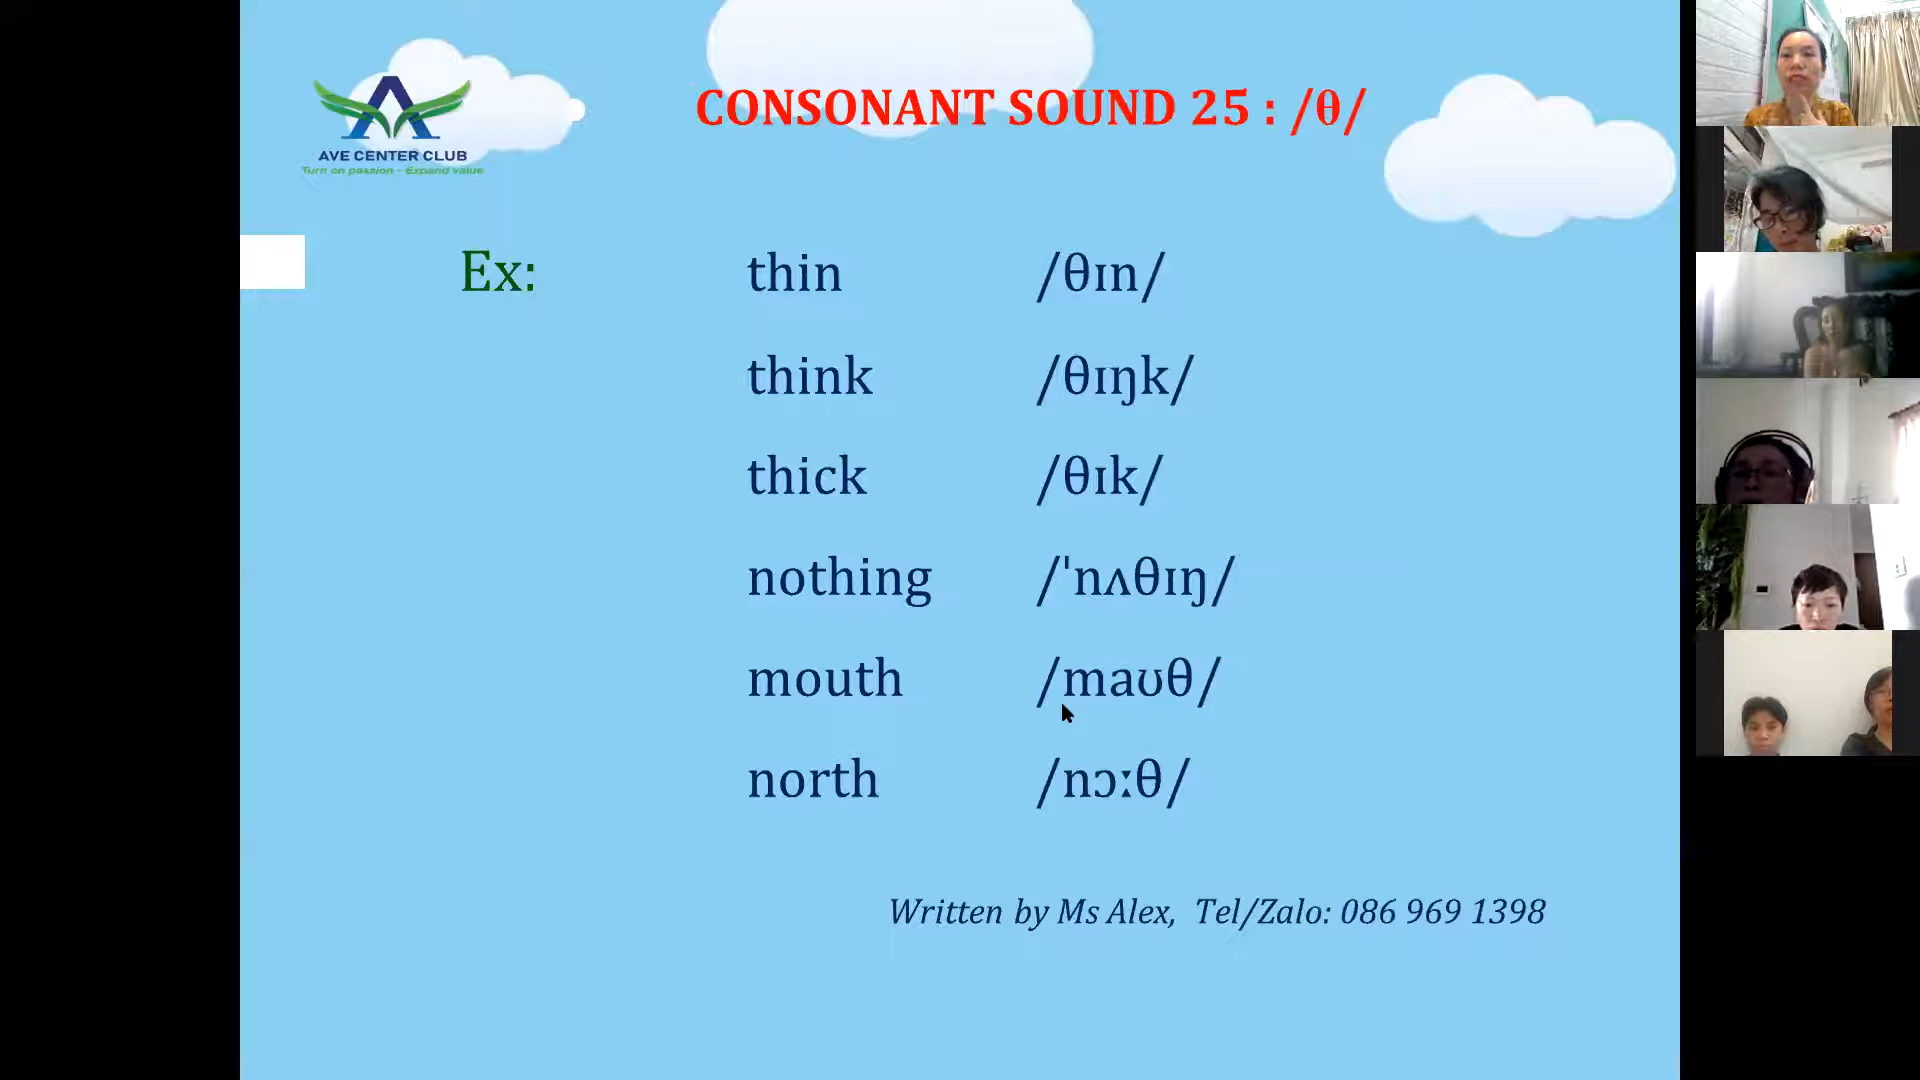 AVE CENTER CLUB
Turn on passion - Expand value
CONSONANT SOUND 25 : /θ/
Ex: thin /θɪn/
think /θɪŋk/
thick /θɪk/
nothing /ˈnʌθɪŋ/
mouth /maʊθ/
north /nɔːθ/
Written by Ms Alex, Tel/Zalo: 086 969 1398